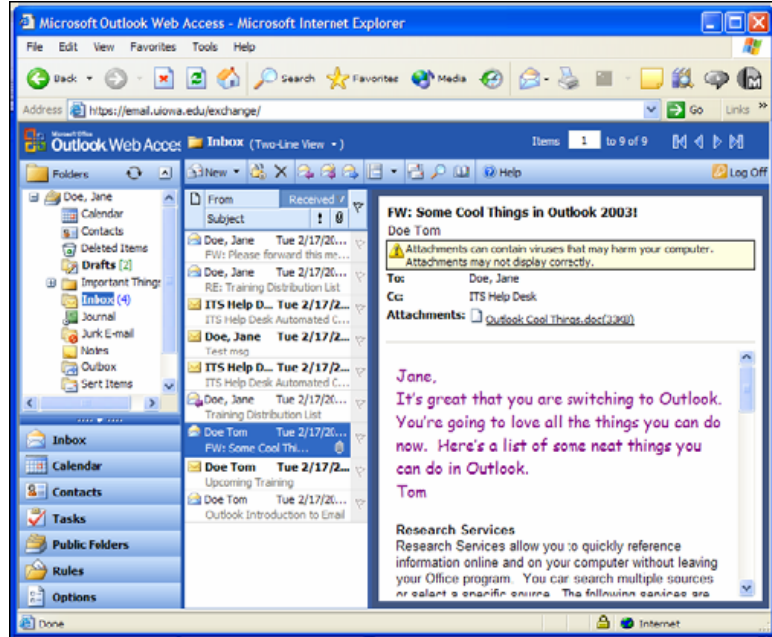 Microsoft Outlook Web Access - Microsoft Internet Explorer
File Edit View Favorites Tools Help
Back Search Favorites Media
Address https://email.uiowa.edu/exchange/ Go Links »
Microsoft Office
Outlook Web Acces Inbox (Two-Line View ) Items 1 to 9 of 9
Folders New Help Log Off
Doe, Jane
Calendar
Contacts
Deleted Items
Drafts [2]
Important Things
Inbox (4)
Journal
Junk E-mail
Notes
Outbox
Sent Items
Inbox
Calendar
Contacts
Tasks
Public Folders
Rules
Options
From Received
Subject !
Doe, Jane Tue 2/17/20...
FW: Please forward this me...
Doe, Jane Tue 2/17/20...
RE: Training Distribution List
ITS Help D... Tue 2/17/2...
ITS Help Desk Automated C...
Doe, Jane Tue 2/17/2...
Test msg
ITS Help D... Tue 2/17/2...
ITS Help Desk Automated C...
Doe, Jane Tue 2/17/20...
Training Distribution List
Doe Tom Tue 2/17/20...
FW: Some Cool Thi...
Doe Tom Tue 2/17/2...
Upcoming Training
Doe Tom Tue 2/17/20...
Outlook Introduction to Email
FW: Some Cool Things in Outlook 2003!
Doe Tom
Attachments can contain viruses that may harm your computer.
Attachments may not display correctly.
To: Doe, Jane
Cc: ITS Help Desk
Attachments: Outlook Cool Things.doc(33KB)
Jane,
It's great that you are switching to Outlook.
You're going to love all the things you can do
now. Here's a list of some neat things you
can do in Outlook.
Tom
Research Services
Research Services allow you to quickly reference
information online and on your computer without leaving
your Office program. You can search multiple sources
or select a specific source. The following services are
Done Internet